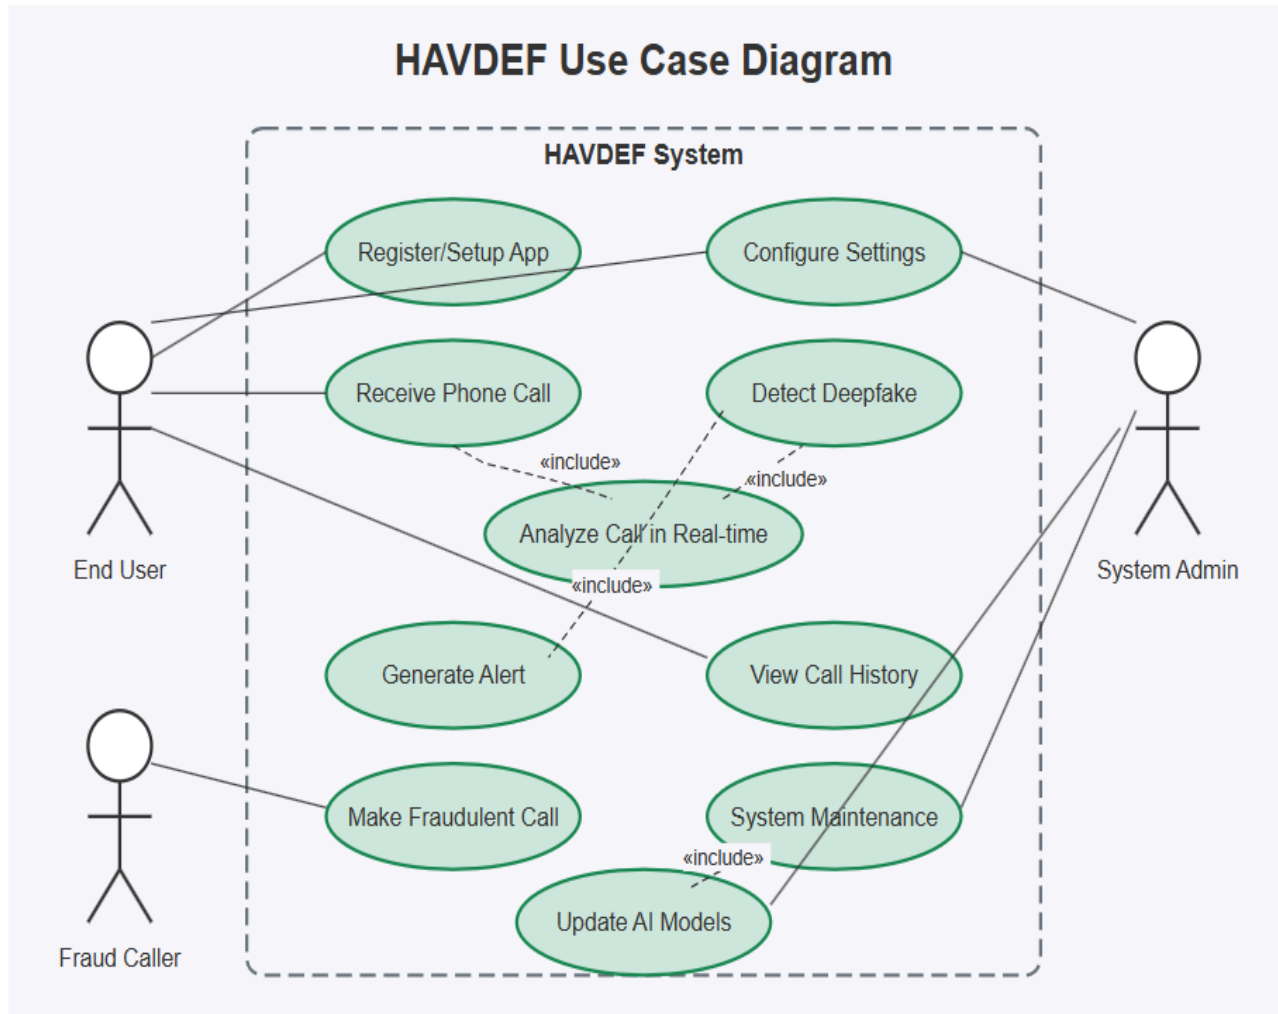 HAVDEF Use Case Diagram
HAVDEF System
Register/Setup App
Configure Settings
Receive Phone Call
Detect Deepfake
«include»
«include»
Analyze Call in Real-time
End User
System Admin
«include»
Generate Alert
View Call History
Make Fraudulent Call
System Maintenance
«include»
Update AI Models
Fraud Caller